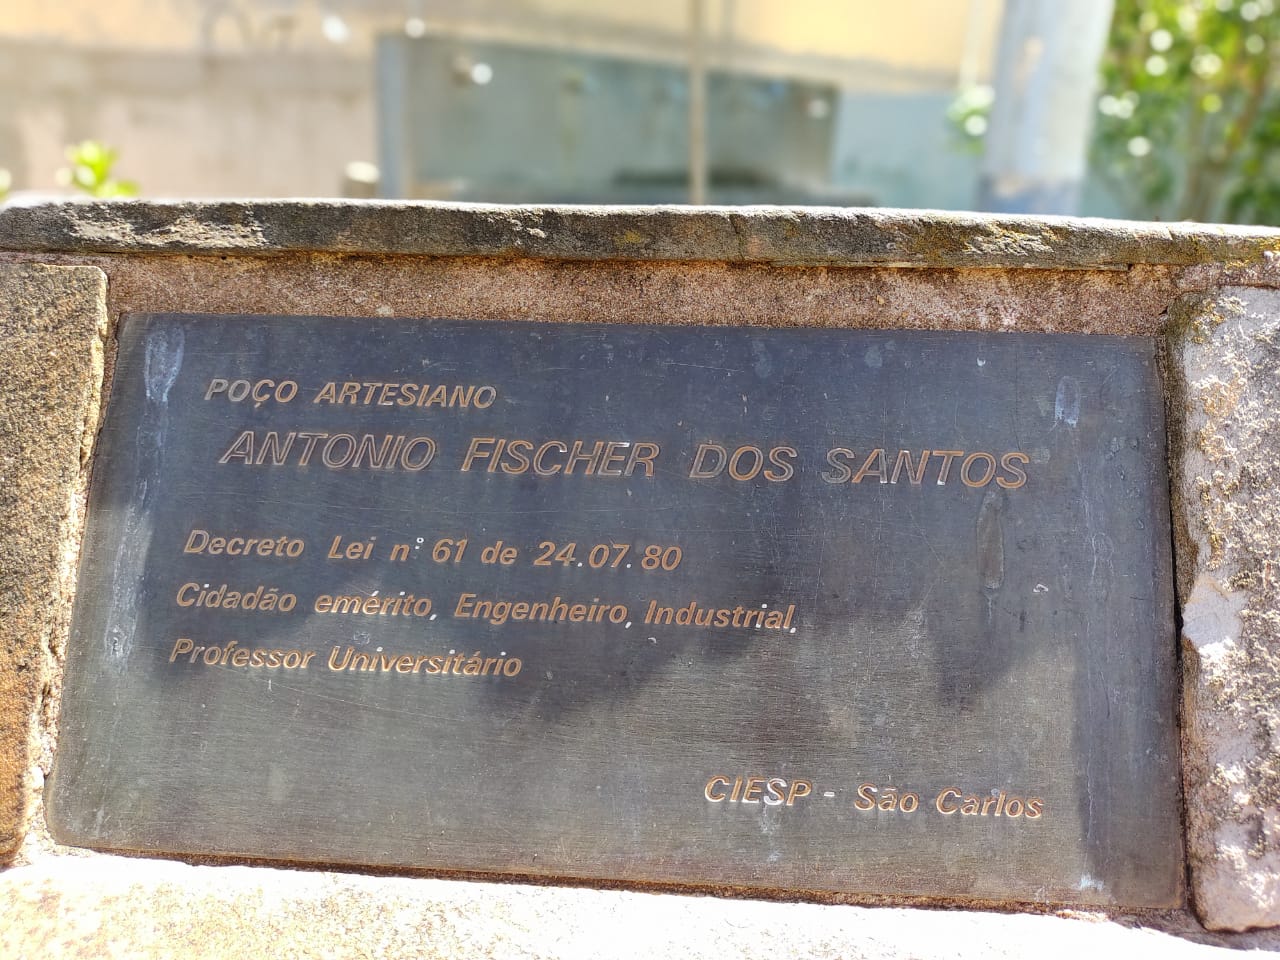 POÇO ARTESIANO
ANTONIO FISCHER DOS SANTOS
Decreto Lei nº 61 de 24.07.80
Cidadão emérito, Engenheiro, Industrial,
Professor Universitário
CIESP - São Carlos